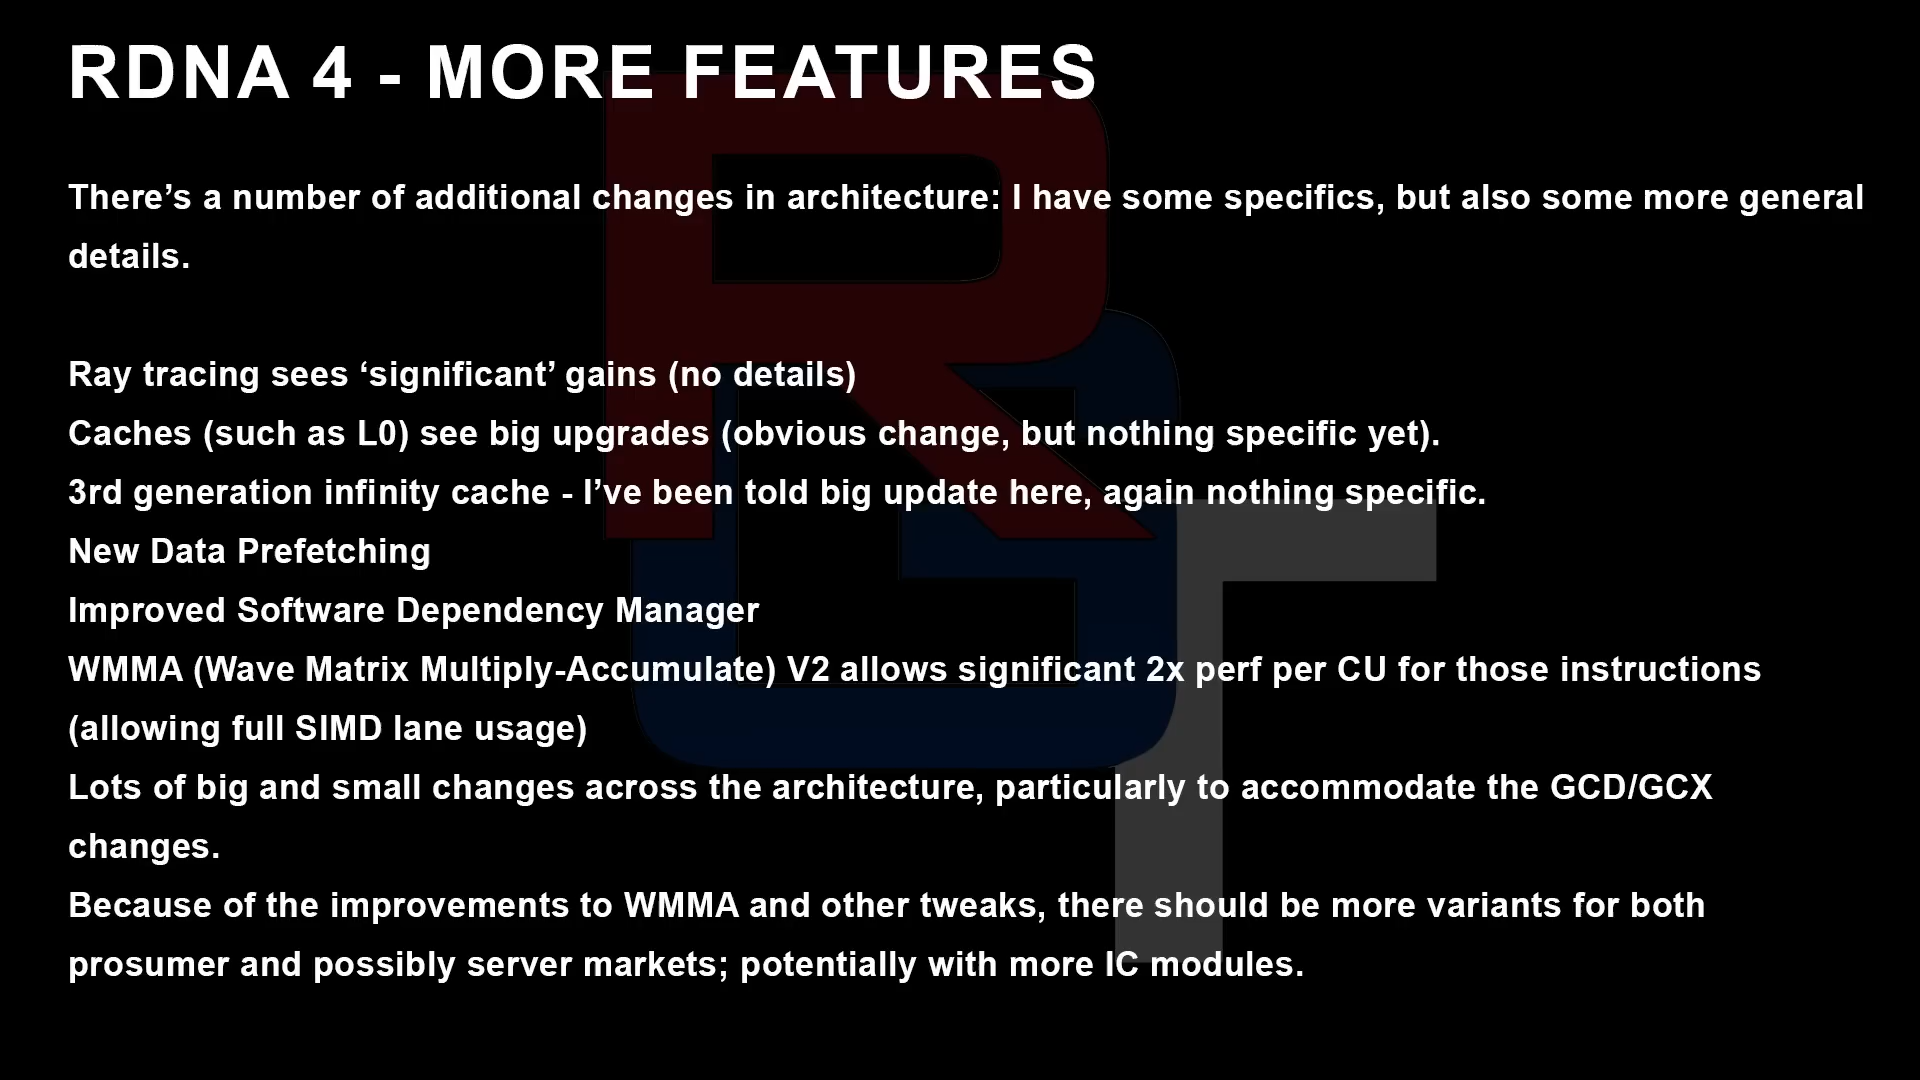 RDNA 4 - MORE FEATURES
There’s a number of additional changes in architecture: I have some specifics, but also some more general
details.
Ray tracing sees ‘significant’ gains (no details)
Caches (such as L0) see big upgrades (obvious change, but nothing specific yet).
3rd generation infinity cache - I’ve been told big update here, again nothing specific.
New Data Prefetching
Improved Software Dependency Manager
WMMA (Wave Matrix Multiply-Accumulate) V2 allows significant 2x perf per CU for those instructions
(allowing full SIMD lane usage)
Lots of big and small changes across the architecture, particularly to accommodate the GCD/GCX
changes.
Because of the improvements to WMMA and other tweaks, there should be more variants for both
prosumer and possibly server markets; potentially with more IC modules.
RGT